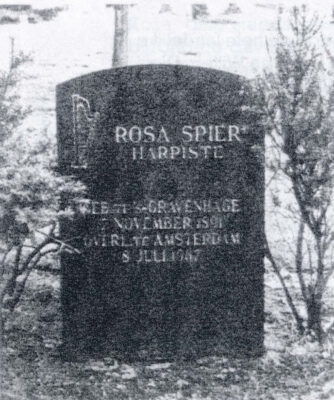 ROSA SPIER
HARPISTE
GEB. TE 's-GRAVENHAGE
7 NOVEMBER 1891
OVERL. TE AMSTERDAM
8 JULI 1967